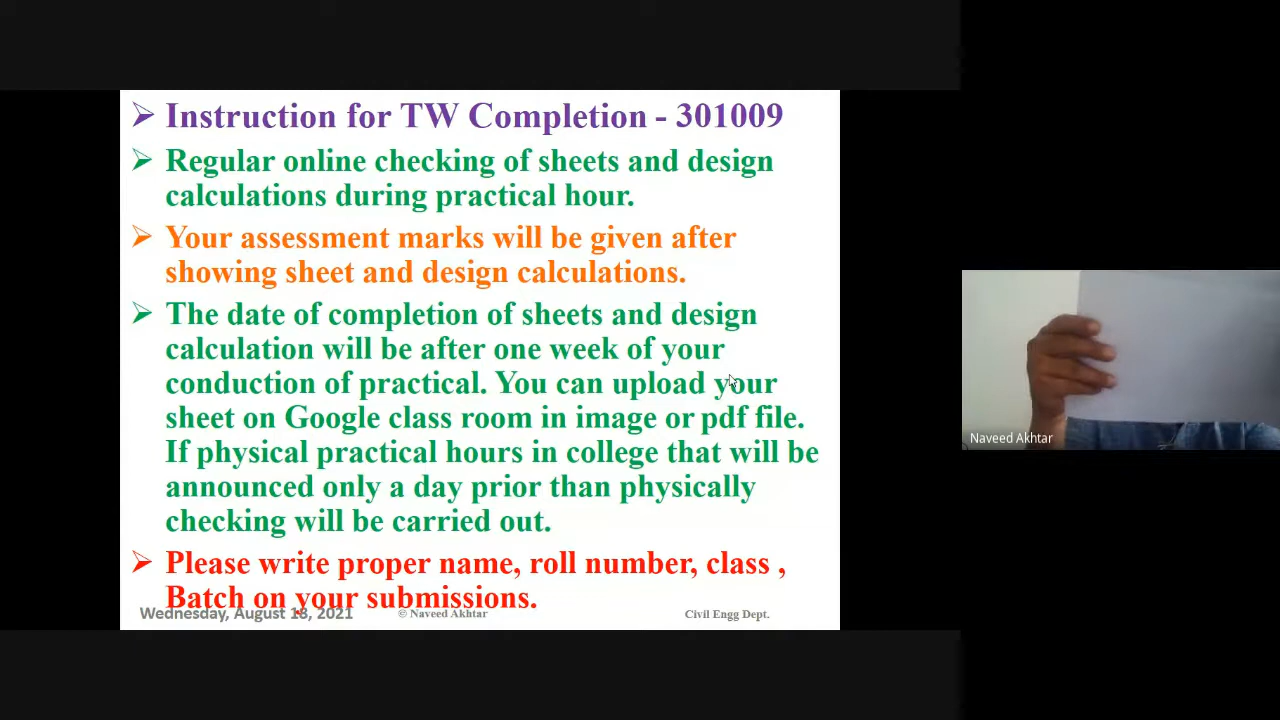 ➢ Instruction for TW Completion - 301009
➢ Regular online checking of sheets and design
calculations during practical hour.
➢ Your assessment marks will be given after
showing sheet and design calculations.
➢ The date of completion of sheets and design
calculation will be after one week of your
conduction of practical. You can upload your
sheet on Google class room in image or pdf file.
If physical practical hours in college that will be
announced only a day prior than physically
checking will be carried out.
➢ Please write proper name, roll number, class ,
Batch on your submissions.
Wednesday, August 18, 2021 © Naveed Akhtar Civil Engg Dept.
Naveed Akhtar